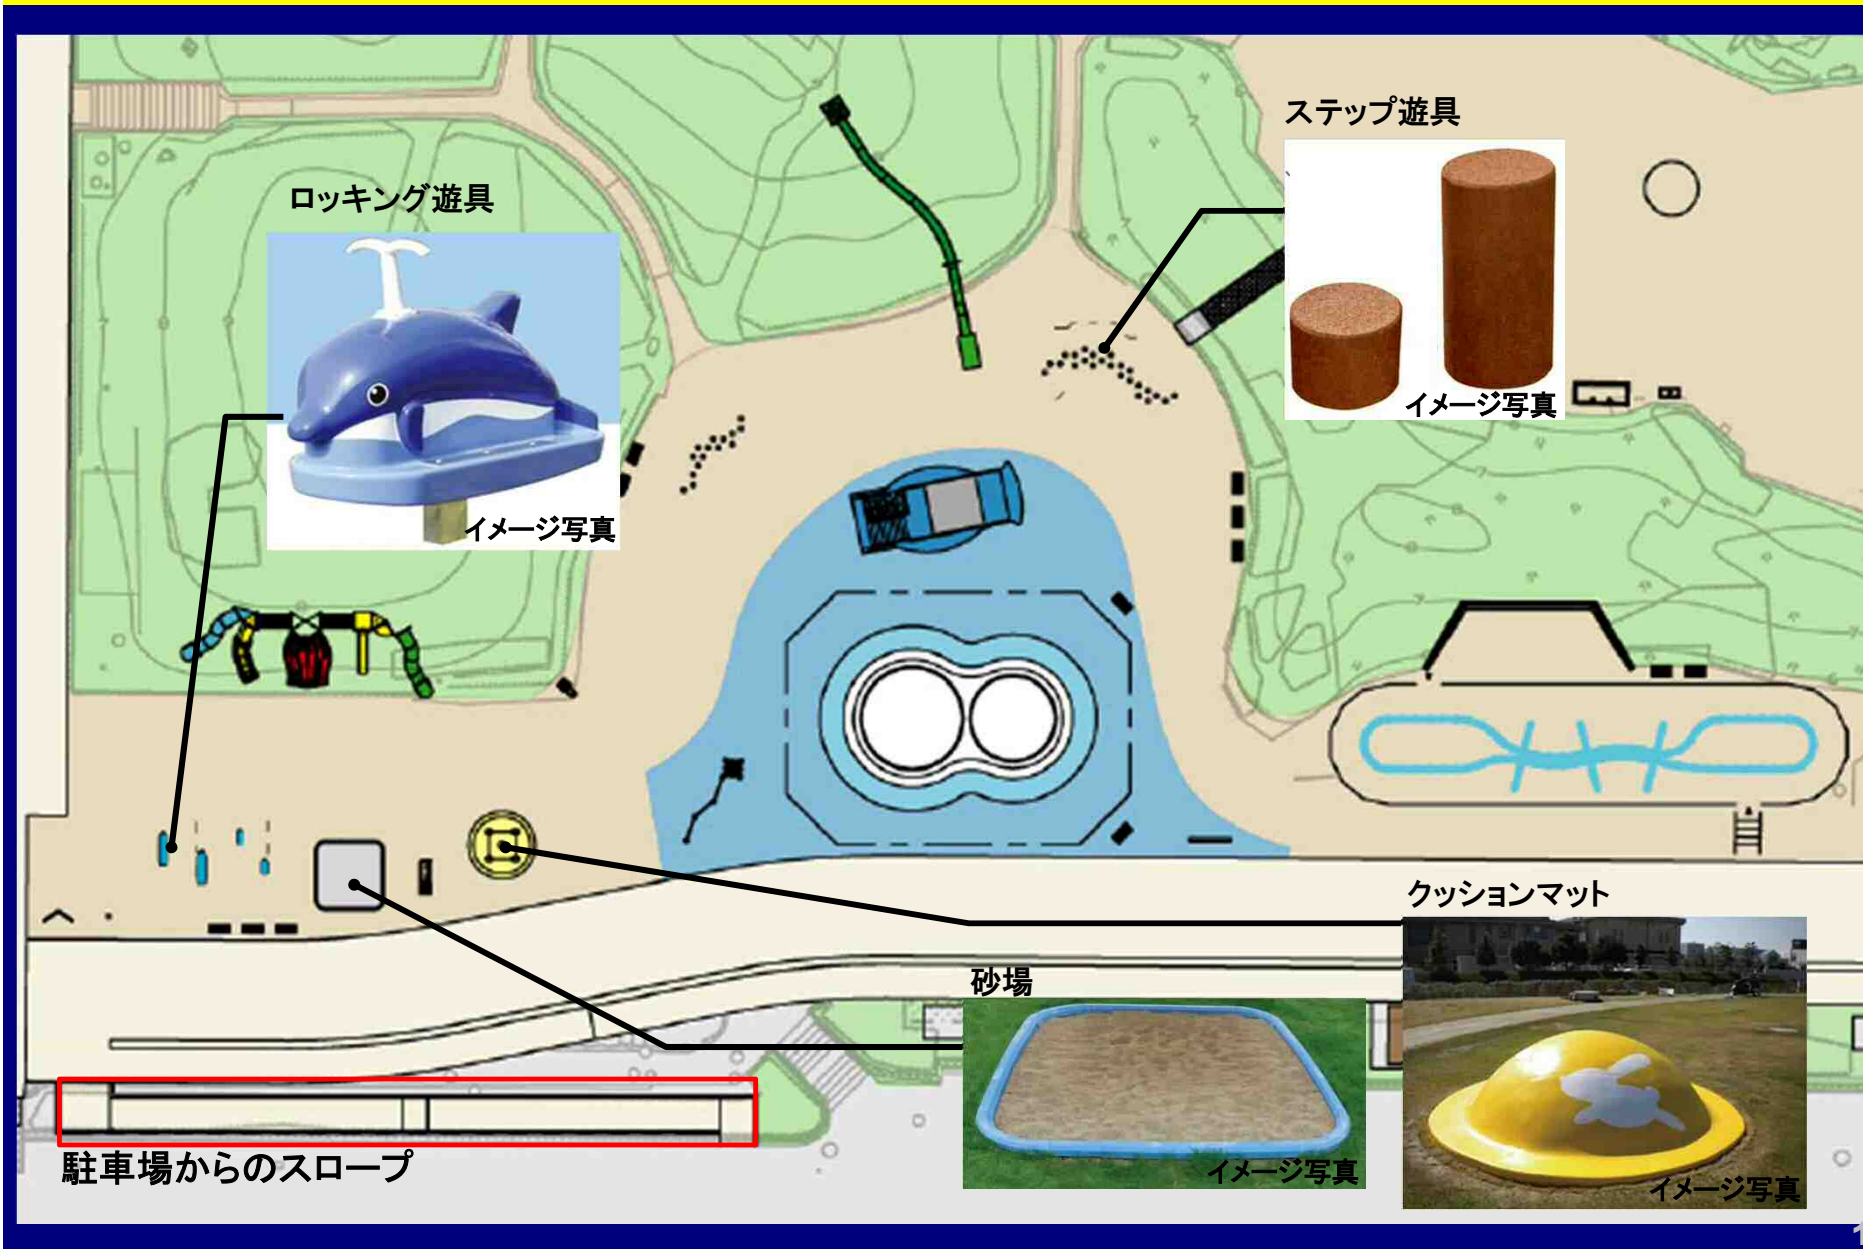 ステップ遊具
イメージ写真
ロッキング遊具
イメージ写真
クッションマット
イメージ写真
砂場
イメージ写真
駐車場からのスロープ